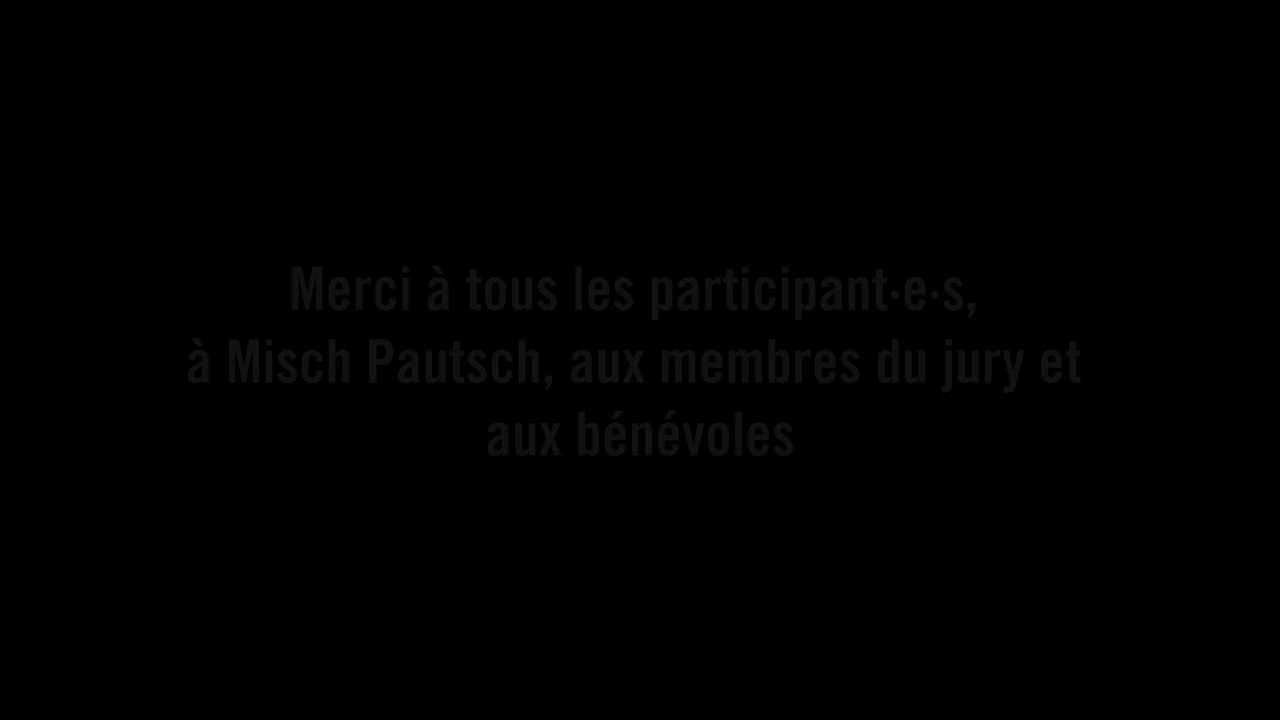 Merci à tous les participant·e·s,
à Misch Pautsch, aux membres du jury et
aux bénévoles